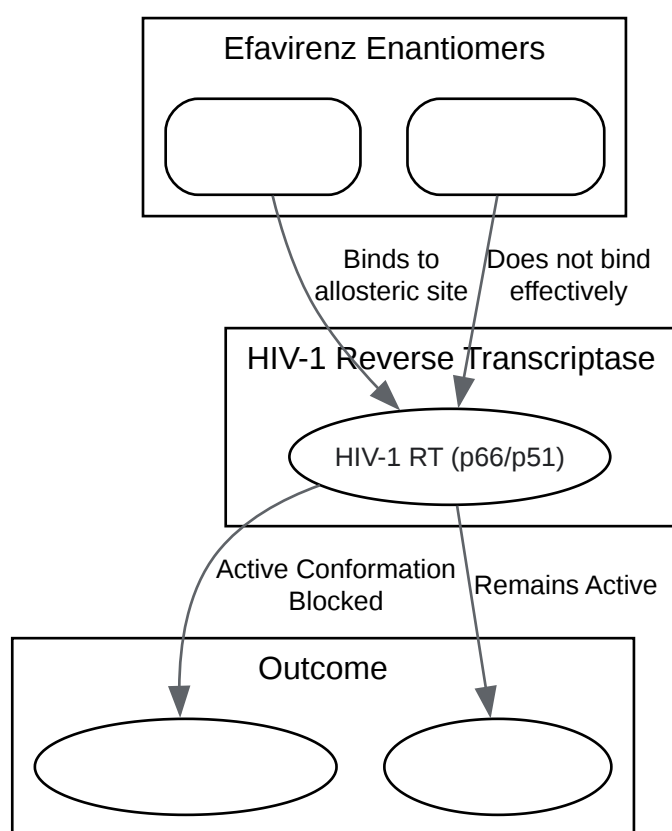 Efavirenz Enantiomers
Binds to
allosteric site
Does not bind
effectively
HIV-1 Reverse Transcriptase
HIV-1 RT (p66/p51)
Active Conformation
Blocked
Remains Active
Outcome